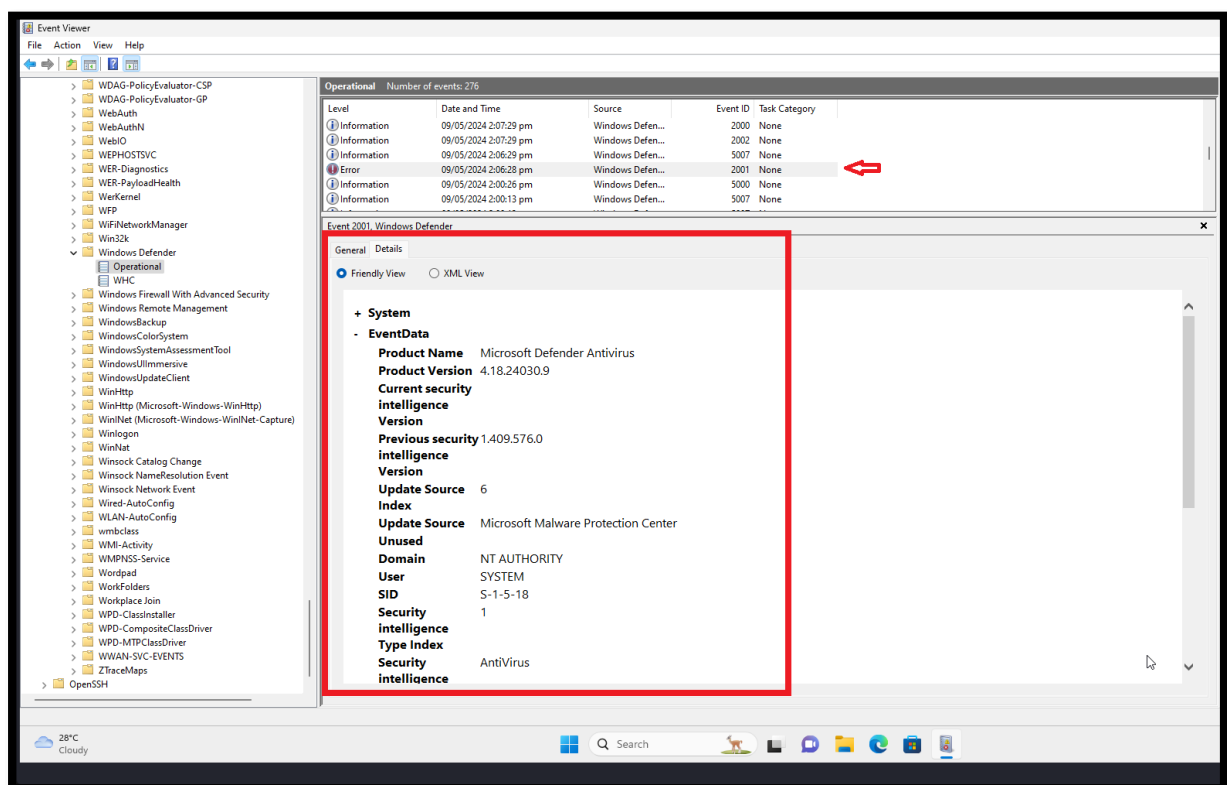 Event Viewer
File Action View Help
WDAG-PolicyEvaluator-CSP
WDAG-PolicyEvaluator-GP
WebAuth
WebAuthN
WebIO
WEPHOSTSVC
WER-Diagnostics
WER-PayloadHealth
WerKernel
WFP
WiFiNetworkManager
Win32k
Windows Defender
Operational
WHC
Windows Firewall With Advanced Security
Windows Remote Management
WindowsBackup
WindowsColorSystem
WindowsSystemAssessmentTool
WindowsUIImmersive
WindowsUpdateClient
WinHttp
WinHttp (Microsoft-Windows-WinHttp)
WinINet (Microsoft-Windows-WinINet-Capture)
Winlogon
WinNat
Winsock Catalog Change
Winsock NameResolution Event
Winsock Network Event
Wired-AutoConfig
WLAN-AutoConfig
wmbclass
WMI-Activity
WMPNSS-Service
Wordpad
WorkFolders
Workplace Join
WPD-ClassInstaller
WPD-CompositeClassDriver
WPD-MTPClassDriver
WWAN-SVC-EVENTS
ZTraceMaps
OpenSSH
Operational Number of events: 276
Level Date and Time Source Event ID Task Category
Information 09/05/2024 2:07:29 pm Windows Defen... 2000 None
Information 09/05/2024 2:07:29 pm Windows Defen... 2002 None
Information 09/05/2024 2:06:29 pm Windows Defen... 5007 None
Error 09/05/2024 2:06:28 pm Windows Defen... 2001 None
Information 09/05/2024 2:00:26 pm Windows Defen... 5000 None
Information 09/05/2024 2:00:13 pm Windows Defen... 5007 None
Event 2001, Windows Defender
General Details
Friendly View XML View
+ System
- EventData
Product Name Microsoft Defender Antivirus
Product Version 4.18.24030.9
Current security
intelligence
Version
Previous security 1.409.576.0
intelligence
Version
Update Source 6
Index
Update Source Microsoft Malware Protection Center
Unused
Domain NT AUTHORITY
User SYSTEM
SID S-1-5-18
Security 1
intelligence
Type Index
Security AntiVirus
intelligence
28°C
Cloudy
Search